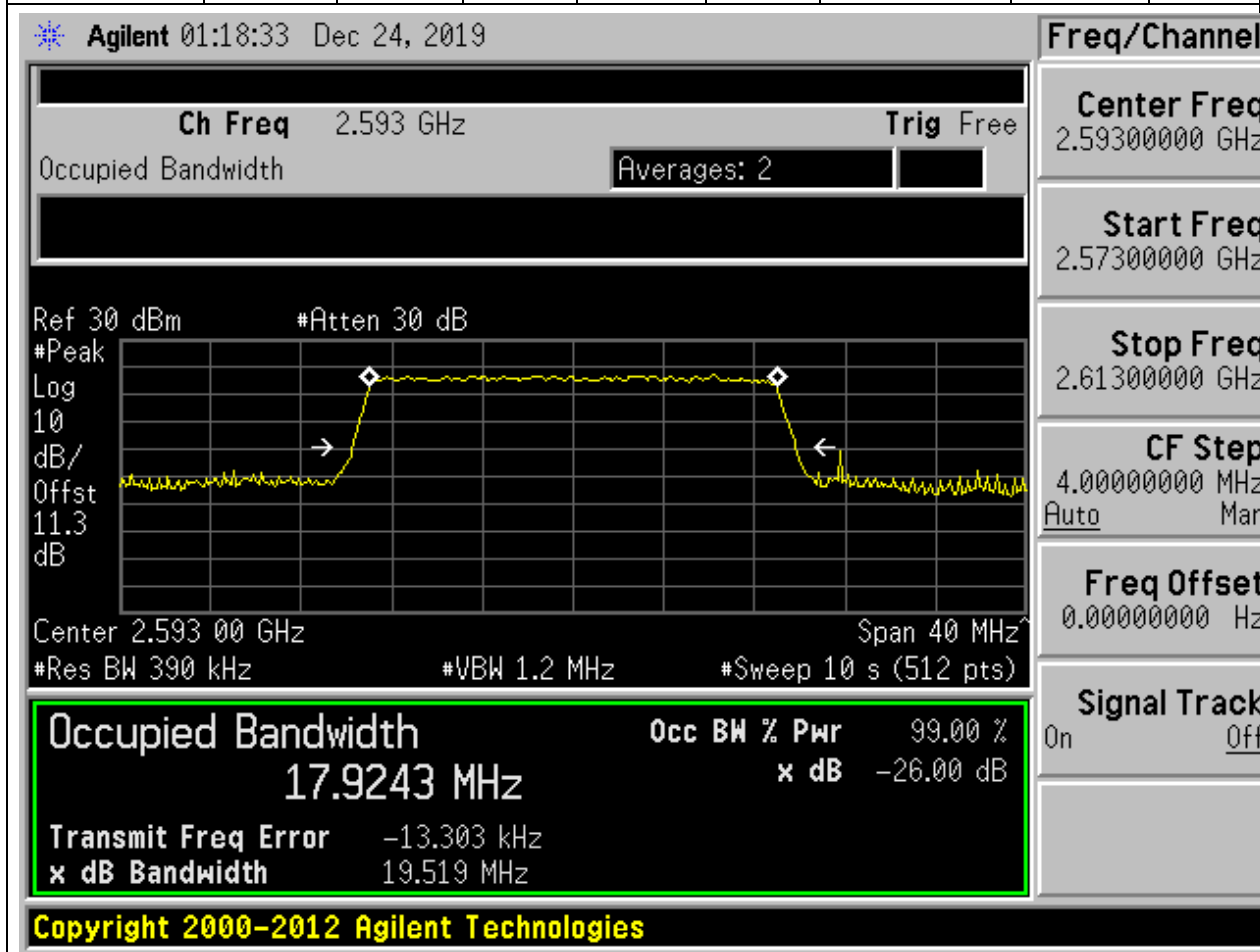 Agilent 01:18:33 Dec 24, 2019
Ch Freq 2.593 GHz Trig Free
Occupied Bandwidth Averages: 2
Ref 30 dBm #Atten 30 dB
#Peak
Log
10
dB/
Offst
11.3
dB
Center 2.593 00 GHz Span 40 MHz^
#Res BW 390 kHz #VBW 1.2 MHz #Sweep 10 s (512 pts)
Occupied Bandwidth
17.9243 MHz
Occ BW % Pwr 99.00 %
x dB -26.00 dB
Transmit Freq Error -13.303 kHz
x dB Bandwidth 19.519 MHz
Copyright 2000-2012 Agilent Technologies
Freq/Channel
Center Freq
2.59300000 GHz
Start Freq
2.57300000 GHz
Stop Freq
2.61300000 GHz
CF Step
4.00000000 MHz
Auto Man
Freq Offset
0.00000000 Hz
Signal Track
On Off